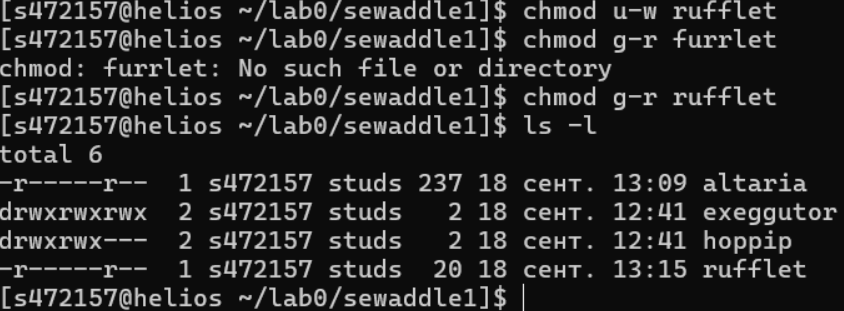 [s472157@helios ~/lab0/sewaddle1]$ chmod u-w rufflet
[s472157@helios ~/lab0/sewaddle1]$ chmod g-r furrlet
chmod: furrlet: No such file or directory
[s472157@helios ~/lab0/sewaddle1]$ chmod g-r rufflet
[s472157@helios ~/lab0/sewaddle1]$ ls -l
total 6
-r-----r--  1 s472157 studs 237 18 сент. 13:09 altaria
drwxrwxrwx  2 s472157 studs   2 18 сент. 12:41 exeggutor
drwxrwx---  2 s472157 studs   2 18 сент. 12:41 hoppip
-r-----r--  1 s472157 studs  20 18 сент. 13:15 rufflet
[s472157@helios ~/lab0/sewaddle1]$